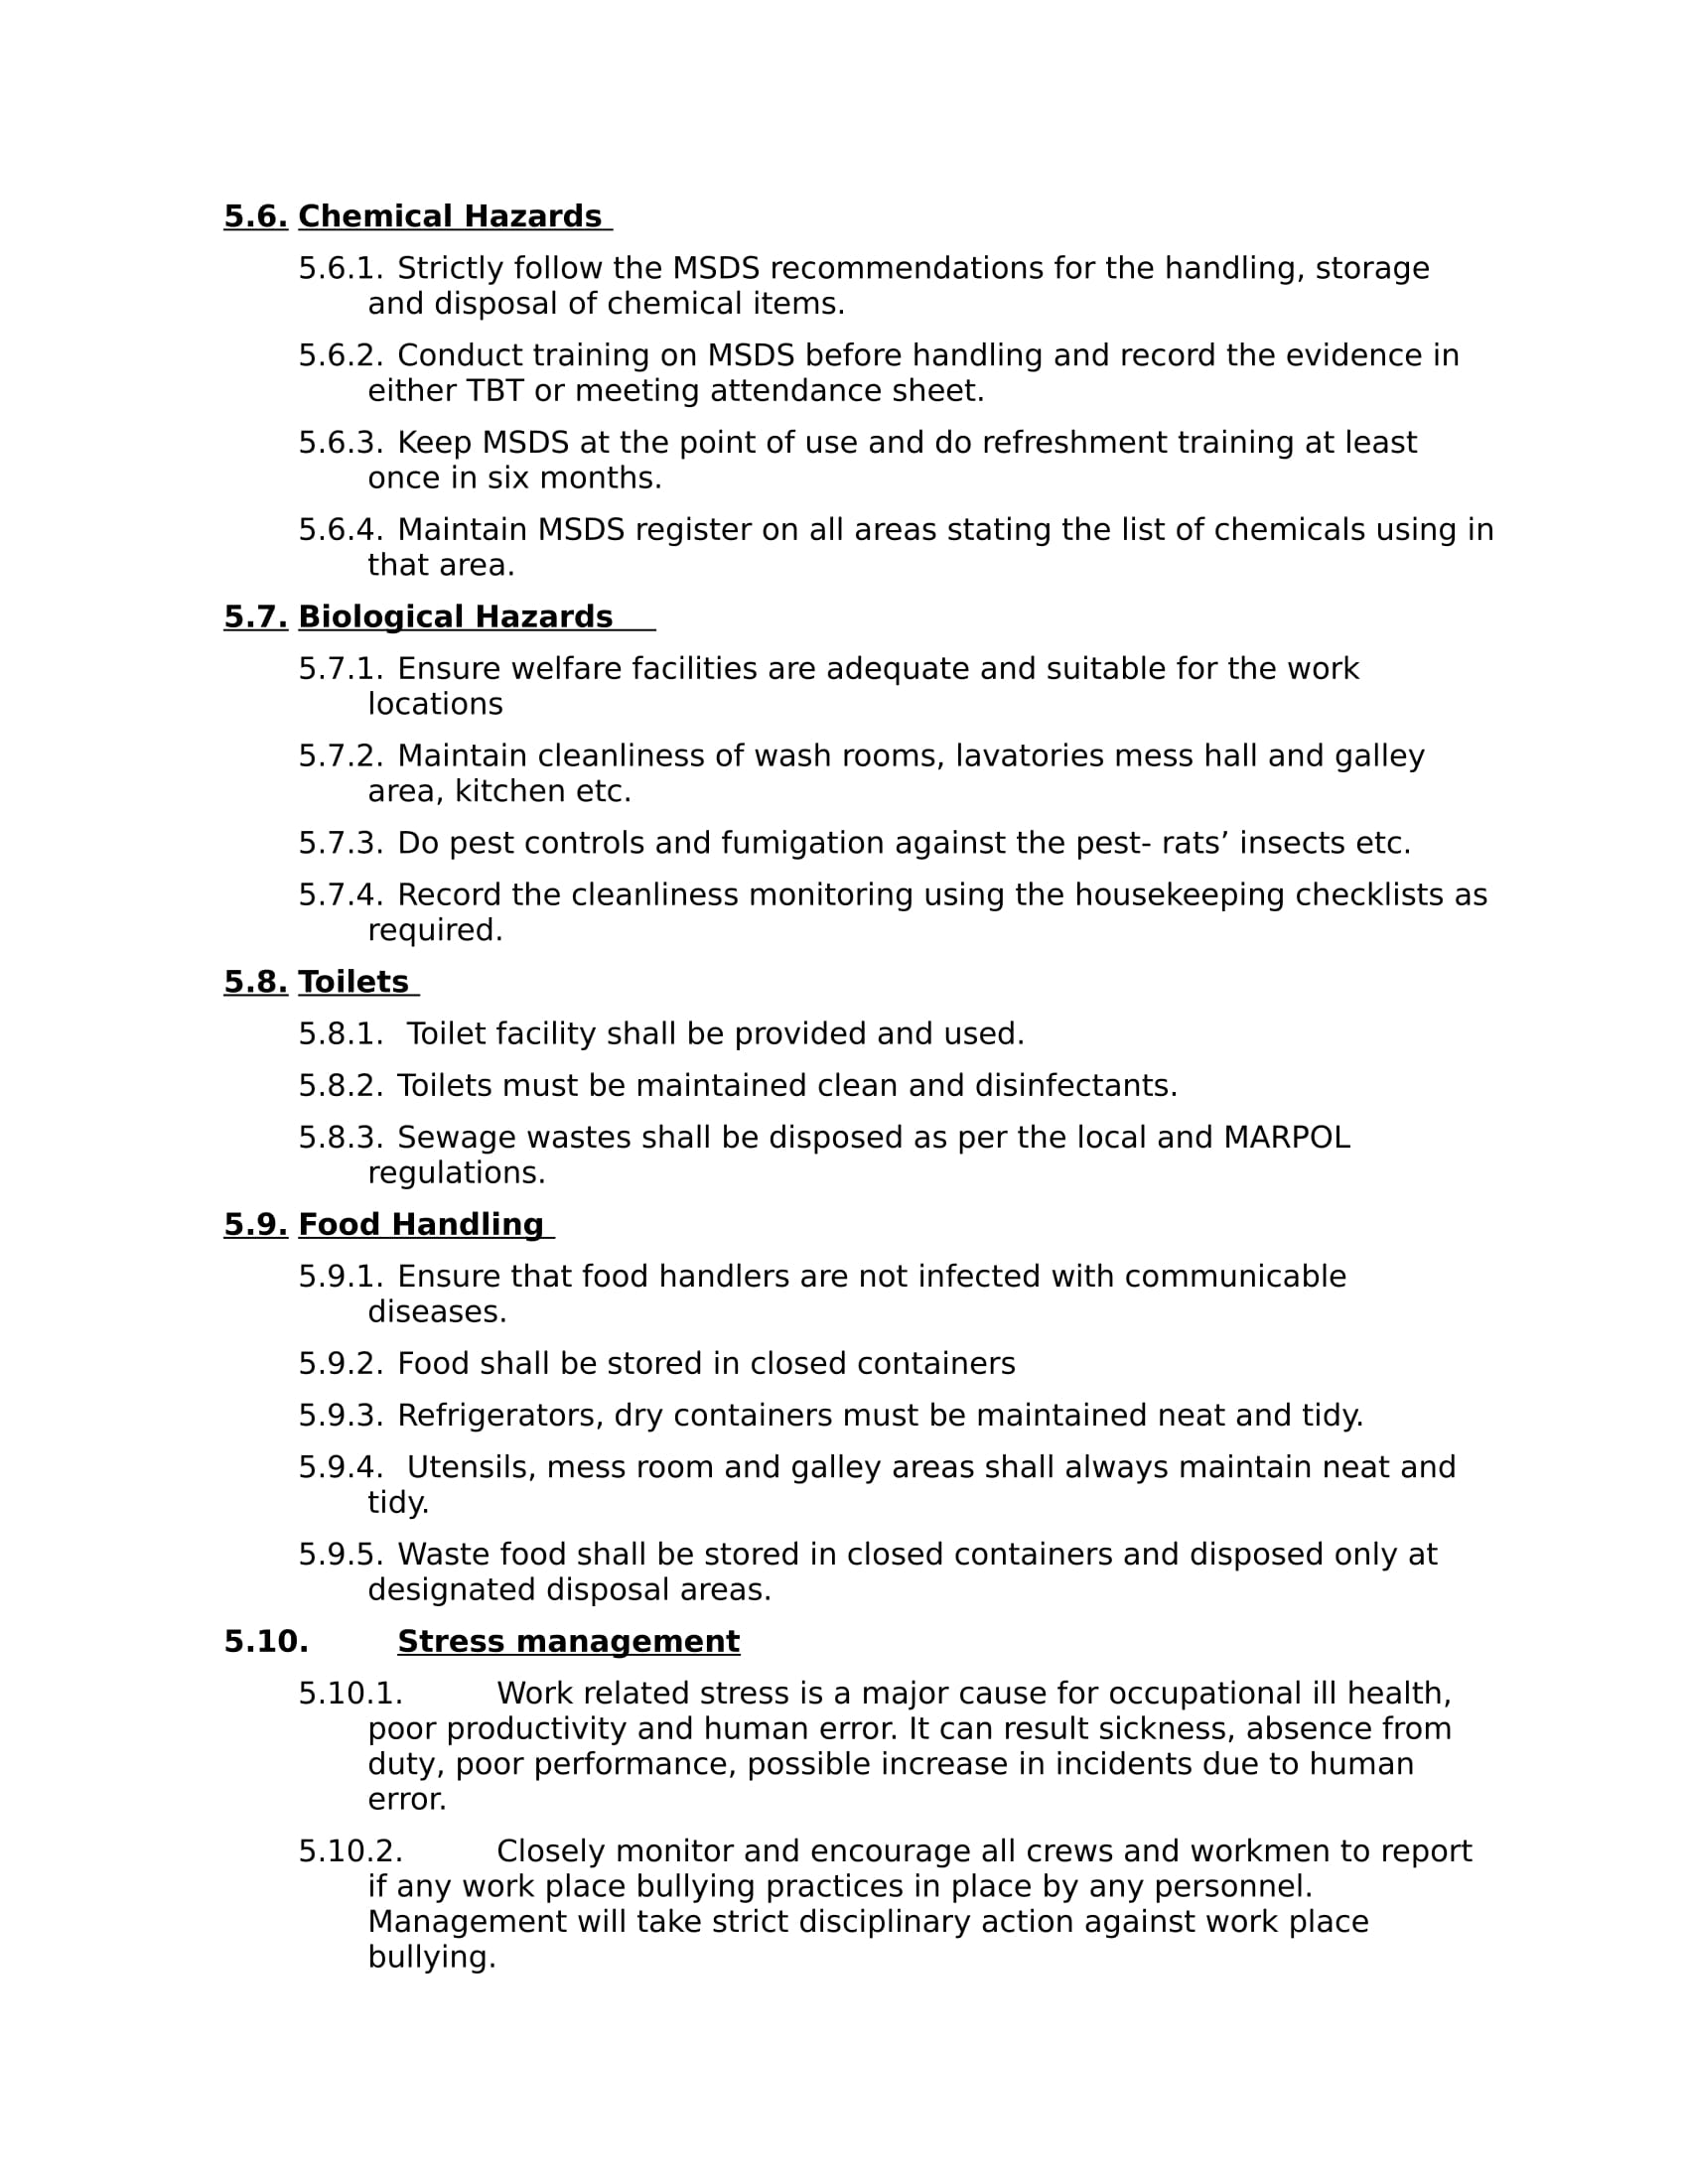 5.6. Chemical Hazards
5.6.1. Strictly follow the MSDS recommendations for the handling, storage
and disposal of chemical items.
5.6.2. Conduct training on MSDS before handling and record the evidence in
either TBT or meeting attendance sheet.
5.6.3. Keep MSDS at the point of use and do refreshment training at least
once in six months.
5.6.4. Maintain MSDS register on all areas stating the list of chemicals using in
that area.
5.7. Biological Hazards
5.7.1. Ensure welfare facilities are adequate and suitable for the work
locations
5.7.2. Maintain cleanliness of wash rooms, lavatories mess hall and galley
area, kitchen etc.
5.7.3. Do pest controls and fumigation against the pest- rats’ insects etc.
5.7.4. Record the cleanliness monitoring using the housekeeping checklists as
required.
5.8. Toilets
5.8.1. Toilet facility shall be provided and used.
5.8.2. Toilets must be maintained clean and disinfectants.
5.8.3. Sewage wastes shall be disposed as per the local and MARPOL
regulations.
5.9. Food Handling
5.9.1. Ensure that food handlers are not infected with communicable
diseases.
5.9.2. Food shall be stored in closed containers
5.9.3. Refrigerators, dry containers must be maintained neat and tidy.
5.9.4. Utensils, mess room and galley areas shall always maintain neat and
tidy.
5.9.5. Waste food shall be stored in closed containers and disposed only at
designated disposal areas.
5.10. Stress management
5.10.1. Work related stress is a major cause for occupational ill health,
poor productivity and human error. It can result sickness, absence from
duty, poor performance, possible increase in incidents due to human
error.
5.10.2. Closely monitor and encourage all crews and workmen to report
if any work place bullying practices in place by any personnel.
Management will take strict disciplinary action against work place
bullying.